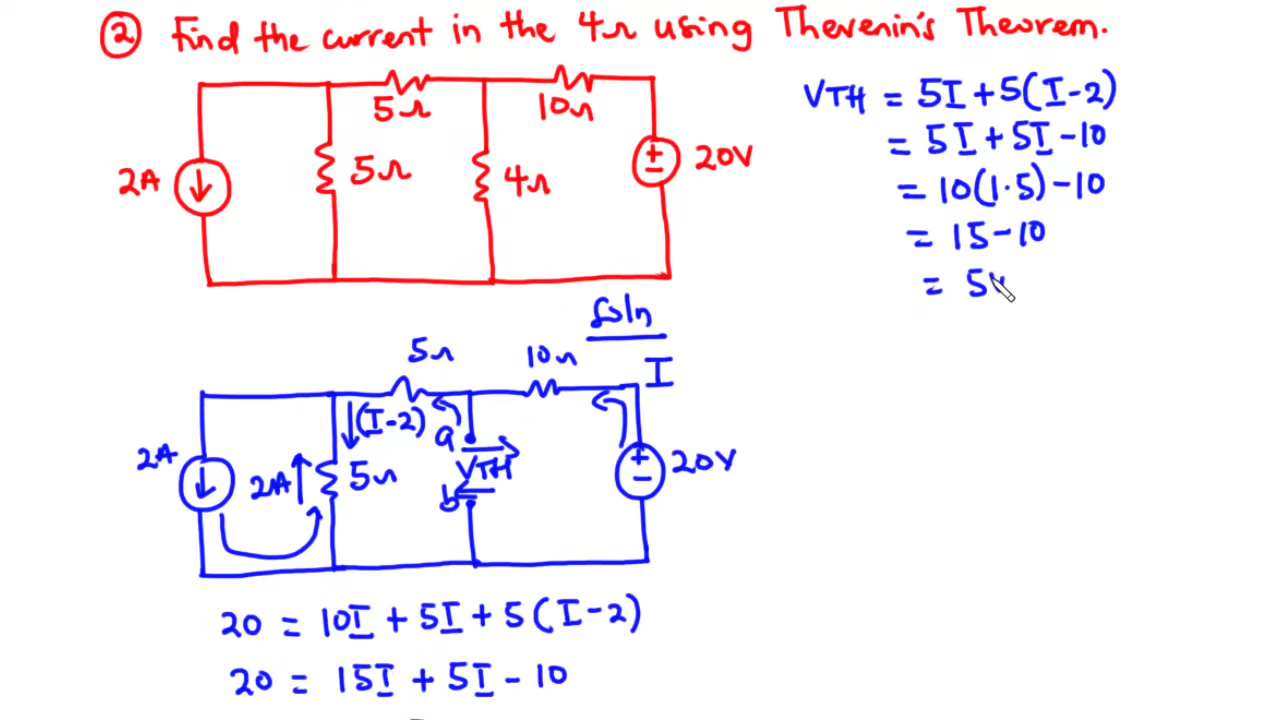 ② Find the current in the 4Ω using Thevenin's Theorem.
5Ω
10Ω
2A
5Ω
4Ω
20V
VTH = 5I + 5(I-2)
= 5I + 5I - 10
= 10(1.5) - 10
= 15 - 10
= 5V
Soln
5Ω
10Ω
I
2A
(I-2)
a
2A
5Ω
VTH
b
20V
20 = 10I + 5I + 5(I-2)
20 = 15I + 5I - 10